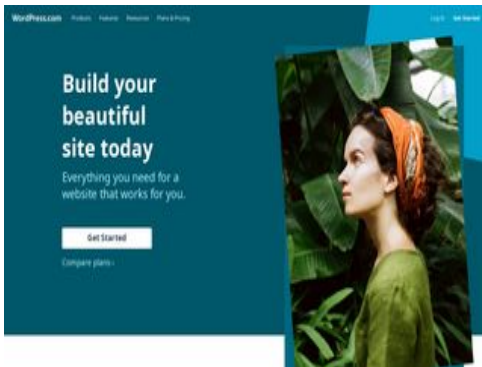 WordPress.com Products Features Resources Plans & Pricing Log In Get Started
Build your
beautiful
site today
Everything you need for a
website that works for you.
Get Started
Compare plans ›